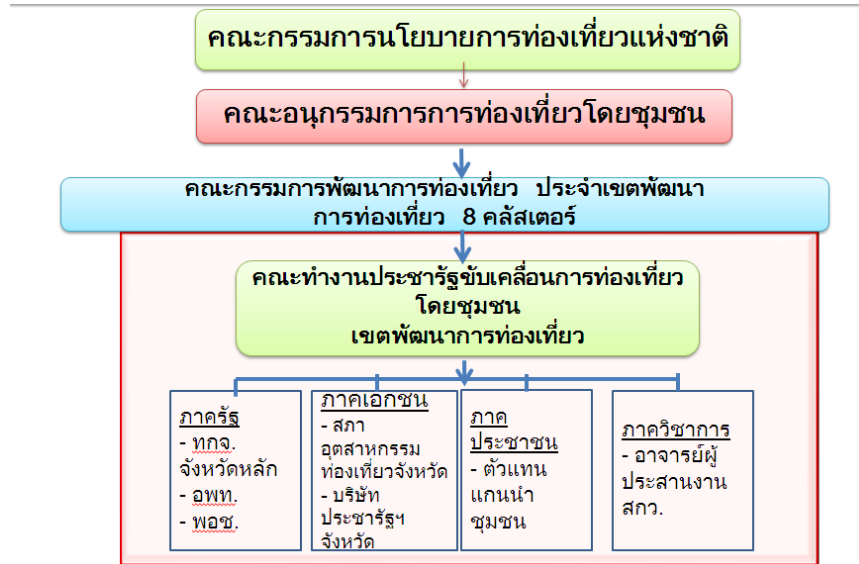 คณะกรรมการนโยบายการท่องเที่ยวแห่งชาติ
คณะอนุกรรมการการท่องเที่ยวโดยชุมชน
คณะกรรมการพัฒนาการท่องเที่ยว ประจำเขตพัฒนา
การท่องเที่ยว 8 คลัสเตอร์
คณะทำงานประชารัฐขับเคลื่อนการท่องเที่ยว
โดยชุมชน
เขตพัฒนาการท่องเที่ยว
ภาครัฐ
- ทกจ.
จังหวัดหลัก
- อพท.
- พอช.
ภาคเอกชน
- สภา
อุตสาหกรรม
ท่องเที่ยวจังหวัด
- บริษัท
ประชารัฐฯ
จังหวัด
ภาค
ประชาชน
- ตัวแทน
แกนนำ
ชุมชน
ภาควิชาการ
- อาจารย์ผู้
ประสานงาน
สกว.